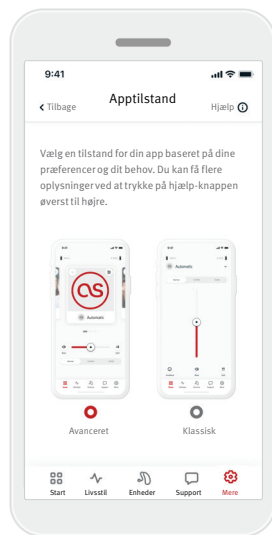 9:41
Tilbage
Apptilstand
Hjælp
Vælg en tilstand for din app baseret på dine
præferencer og dit behov. Du kan få flere
oplysninger ved at trykke på hjælp-knappen
øverst til højre.
Automatic
Automatic
Avanceret
Klassisk
Start Livsstil Enheder Support Mere